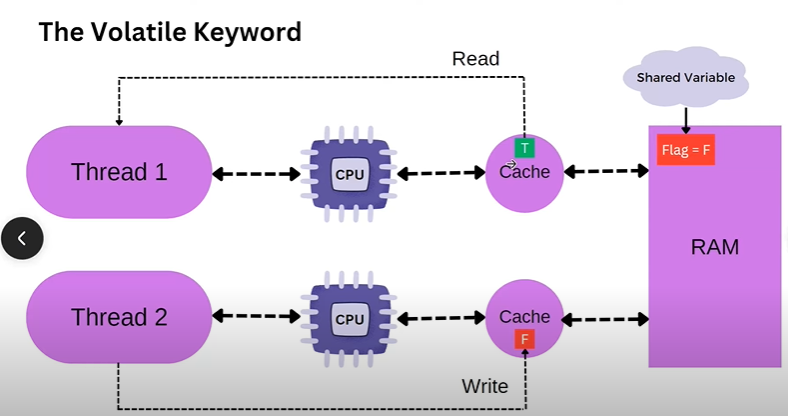 The Volatile Keyword
Read
Shared Variable
T
Flag = F
Thread 1
CPU
Cache
RAM
Thread 2
CPU
Cache
F
Write